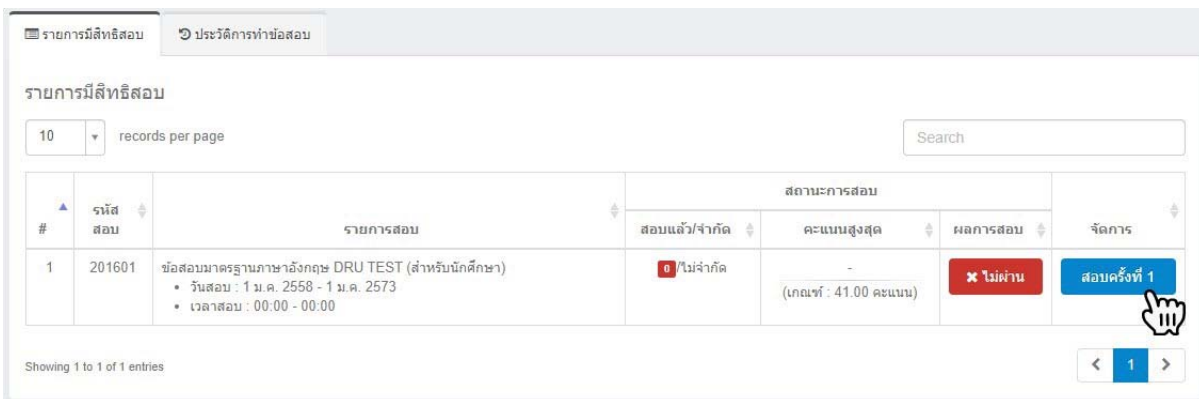 รายการมีสิทธิสอบ ประวัติการทำข้อสอบ
รายการมีสิทธิสอบ
10 records per page Search
สถานะการสอบ
# รหัสสอบ รายการสอบ สอบแล้ว/จำกัด คะแนนสูงสุด ผลการสอบ จัดการ
1 201601 ข้อสอบมาตรฐานภาษาอังกฤษ DRU TEST (สำหรับนักศึกษา) 0/ไม่จำกัด - ไม่ผ่าน สอบครั้งที่ 1
• วันสอบ : 1 ม.ค. 2558 - 1 ม.ค. 2573 (เกณฑ์ : 41.00 คะแนน)
• เวลาสอบ : 00:00 - 00:00
Showing 1 to 1 of 1 entries < 1 >